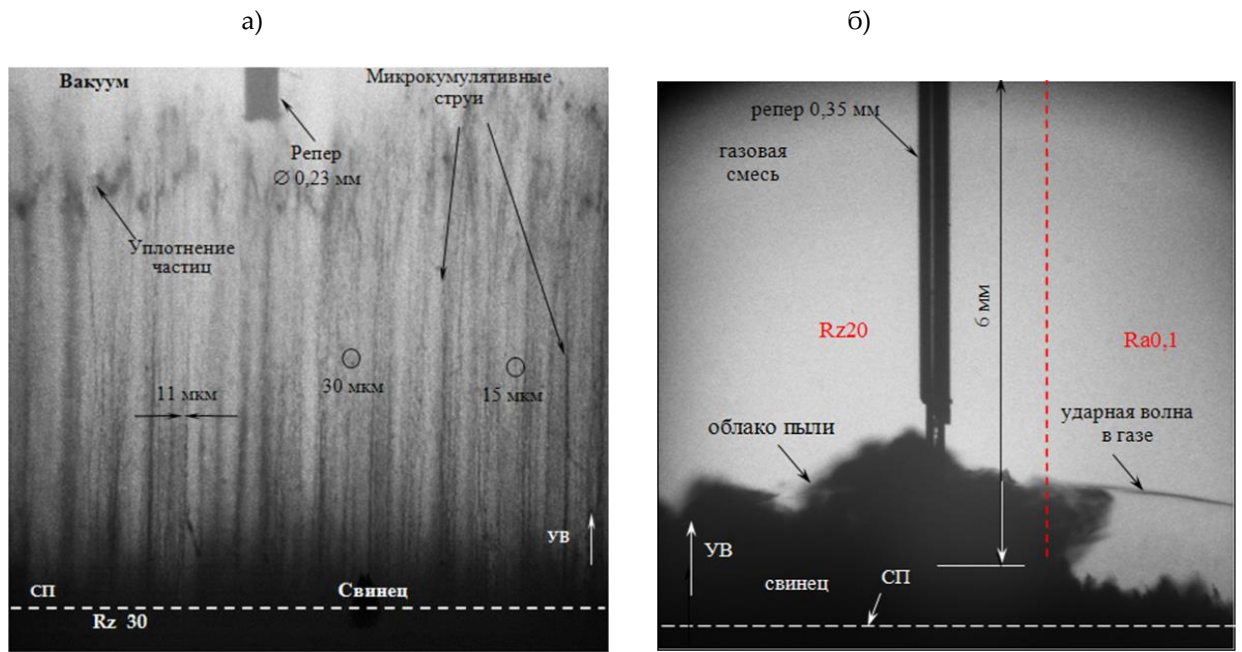 а)
б)
Вакуум
Микрокумулятивные
струи
Репер
∅ 0,23 мм
Уплотнение
частиц
11 мкм
30 мкм
15 мкм
УВ
СП
Свинец
Rz 30
репер 0,35 мм
газовая
смесь
6 мм
Rz20
Ra0,1
облако пыли
ударная волна
в газе
УВ
свинец
СП